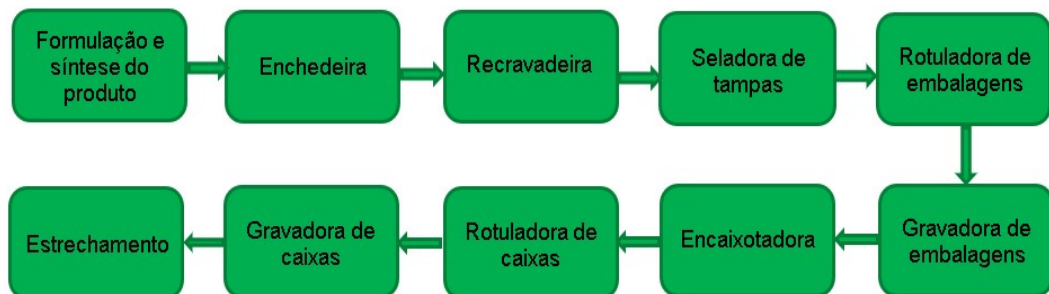 Formulação e
síntese do
produto
Enchedeira
Recravadeira
Seladora de
tampas
Rotuladora de
embalagens
Gravadora de
embalagens
Encaixotadora
Rotuladora de
caixas
Gravadora de
caixas
Estrechamento